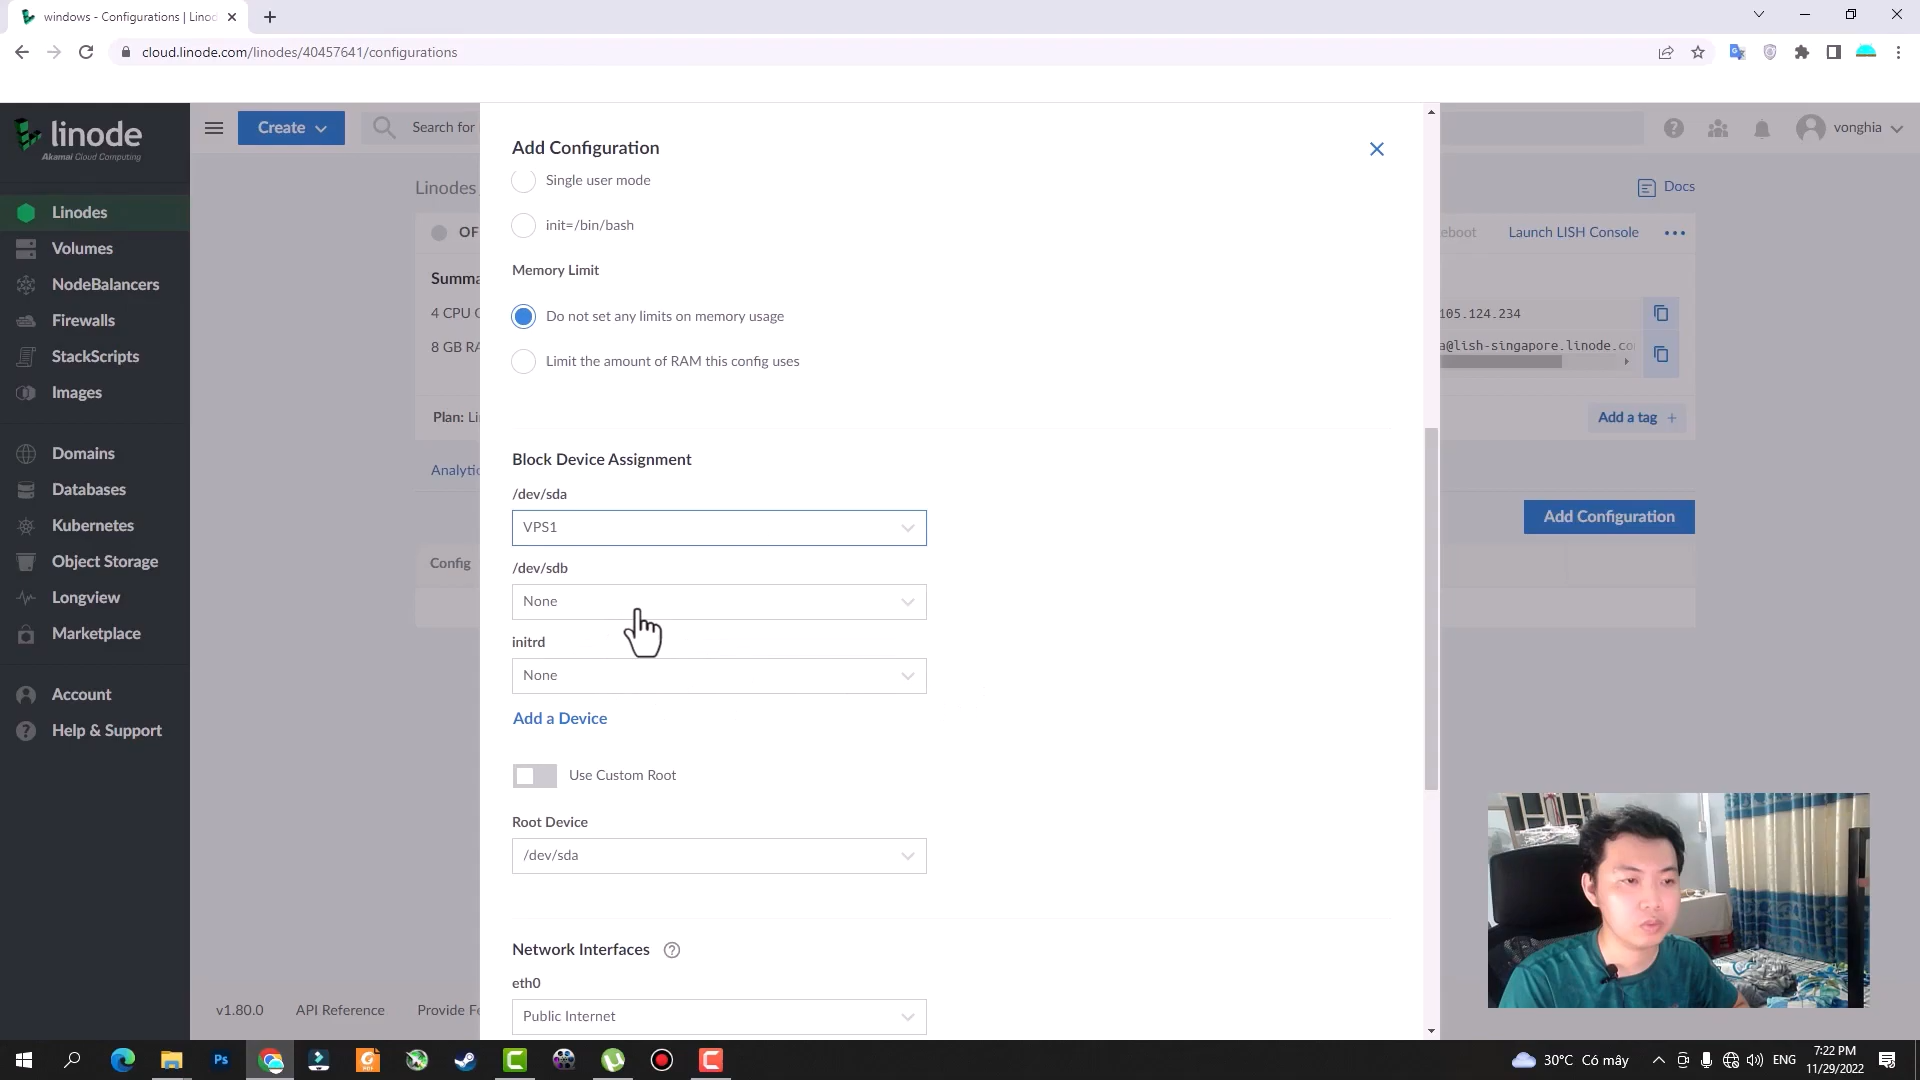 windows - Configurations | Linod
cloud.linode.com/linodes/40457641/configurations
linode
Akamai Cloud Computing
Create
Search for
vonghia
Linodes
Volumes
NodeBalancers
Firewalls
StackScripts
Images
Domains
Databases
Kubernetes
Object Storage
Longview
Marketplace
Account
Help & Support
Linodes
Docs
OF
eboot
Launch LISH Console
Summa
4 CPU C
8 GB RA
105.124.234
a@lish-singapore.linode.co
Plan: Li
Add a tag +
Analytic
Add Configuration
Config
v1.80.0
API Reference
Provide Fe
Add Configuration
Single user mode
init=/bin/bash
Memory Limit
Do not set any limits on memory usage
Limit the amount of RAM this config uses
Block Device Assignment
/dev/sda
VPS1
/dev/sdb
None
initrd
None
Add a Device
Use Custom Root
Root Device
/dev/sda
Network Interfaces
eth0
Public Internet
Ps
30°C Có mây
ENG
7:22 PM
11/29/2022